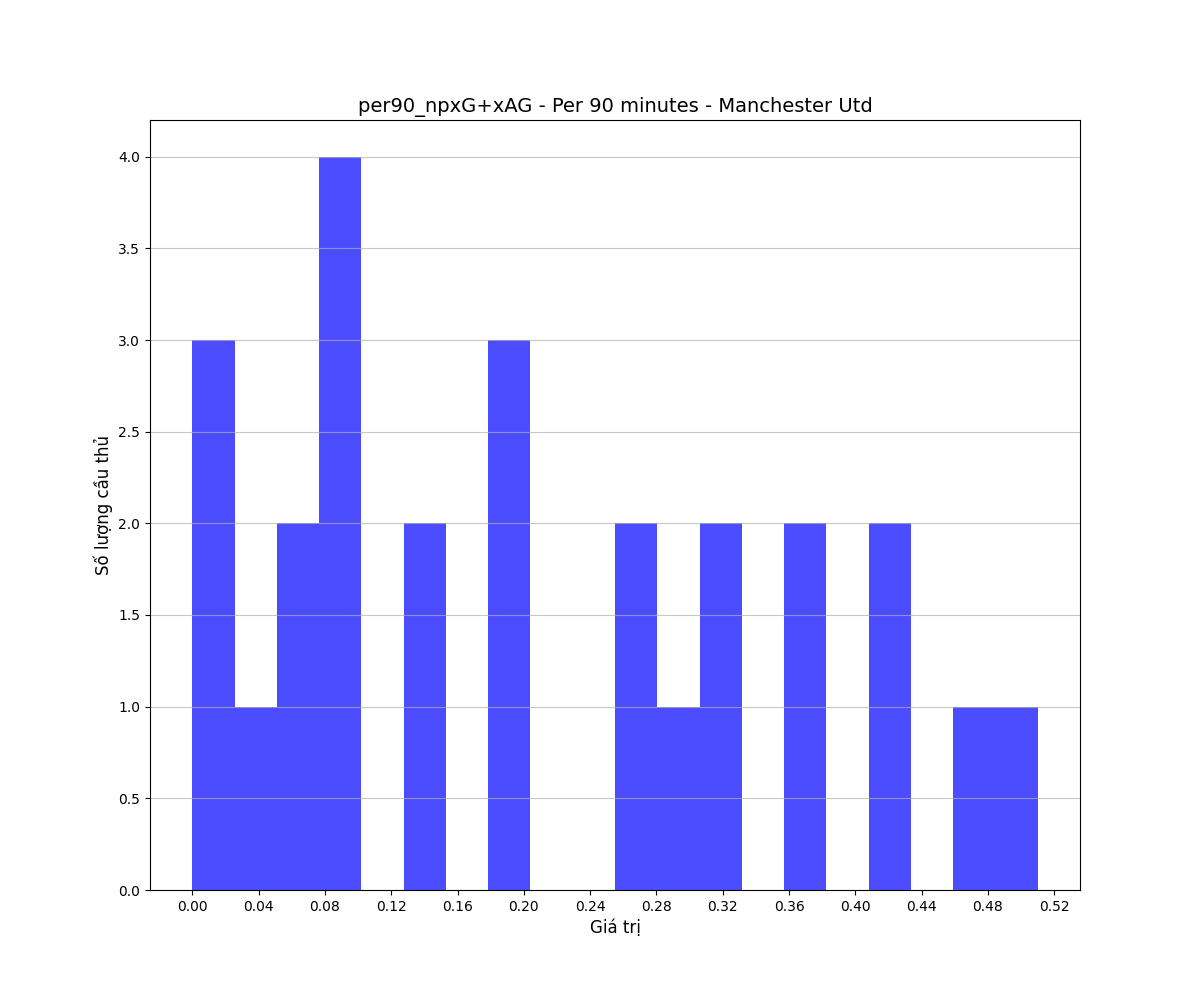 per90_npxG+xAG - Per 90 minutes - Manchester Utd
4.0
3.5
3.0
2.5
2.0
1.5
1.0
0.5
0.0
Số lượng cầu thủ
0.00 0.04 0.08 0.12 0.16 0.20 0.24 0.28 0.32 0.36 0.40 0.44 0.48 0.52
Giá trị